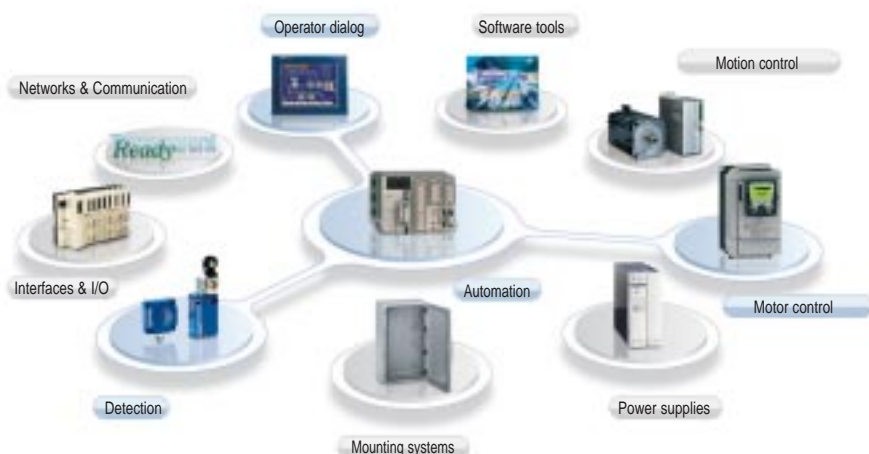 Operator dialog
Software tools
Motion control
Networks & Communication
Ready
Interfaces & I/O
Automation
Motor control
Detection
Power supplies
Mounting systems